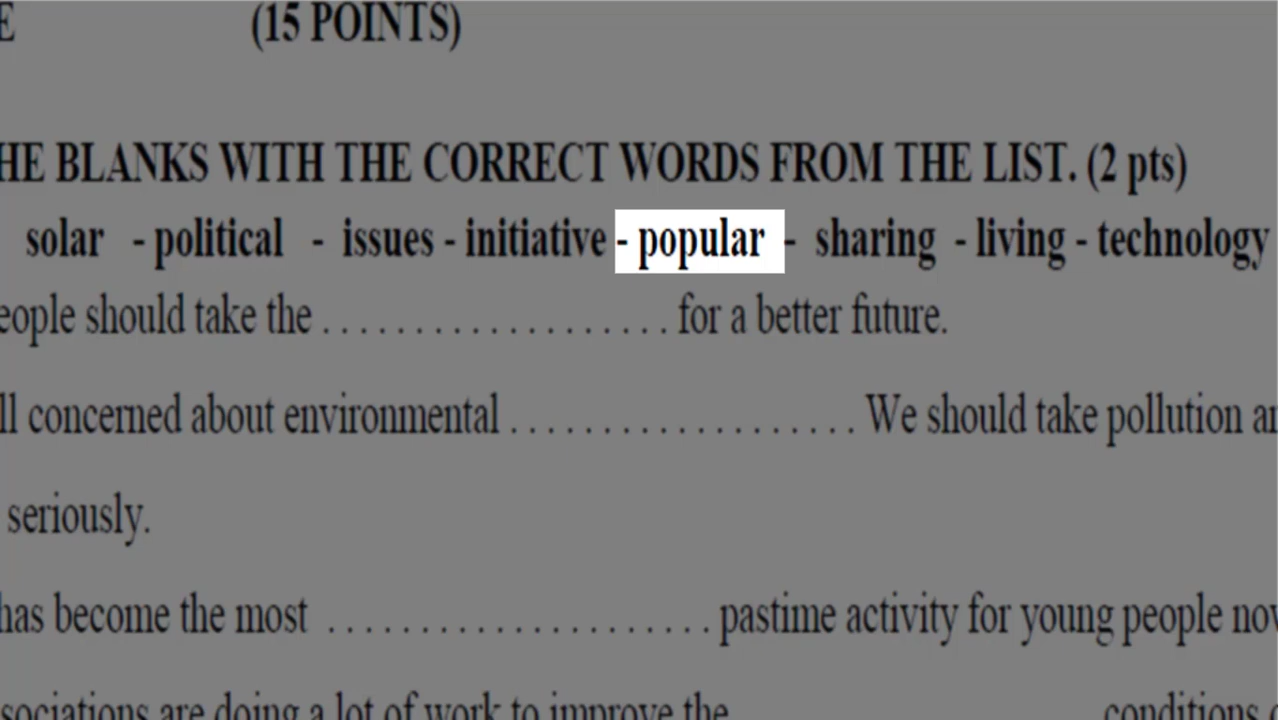 E (15 POINTS)
HE BLANKS WITH THE CORRECT WORDS FROM THE LIST. (2 pts)
solar - political - issues - initiative - popular - sharing - living - technology
eople should take the . . . . . . . . . . . . . . . . . . . for a better future.
ll concerned about environmental . . . . . . . . . . . . . . . . . . . We should take pollution an
seriously.
has become the most . . . . . . . . . . . . . . . . . . . . . pastime activity for young people nov
sociations are doing a lot of work to improve the conditions